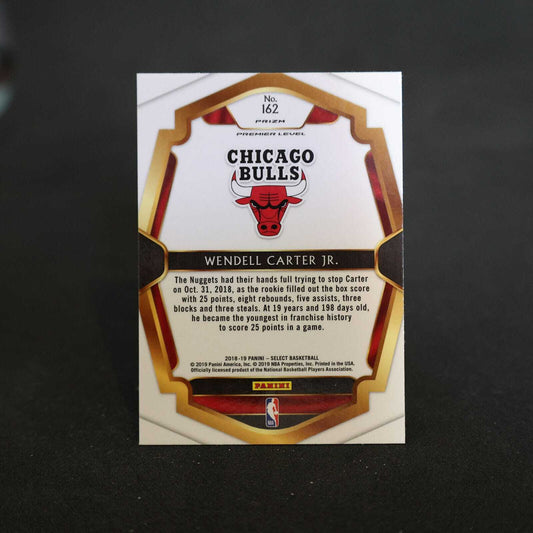 No.
162
PRIZM
PREMIER LEVEL
CHICAGO
BULLS
WENDELL CARTER JR.
The Nuggets had their hands full trying to stop Carter
on Oct. 31, 2018, as the rookie filled out the box score
with 25 points, eight rebounds, five assists, three
blocks and three steals. At 19 years and 198 days old,
he became the youngest in franchise history
to score 25 points in a game.
2018-19 PANINI – SELECT BASKETBALL
© 2019 Panini America, Inc. © 2019 NBA Properties, Inc. Printed in the USA.
Officially licensed product of the National Basketball Players Association.
PANINI
NBA